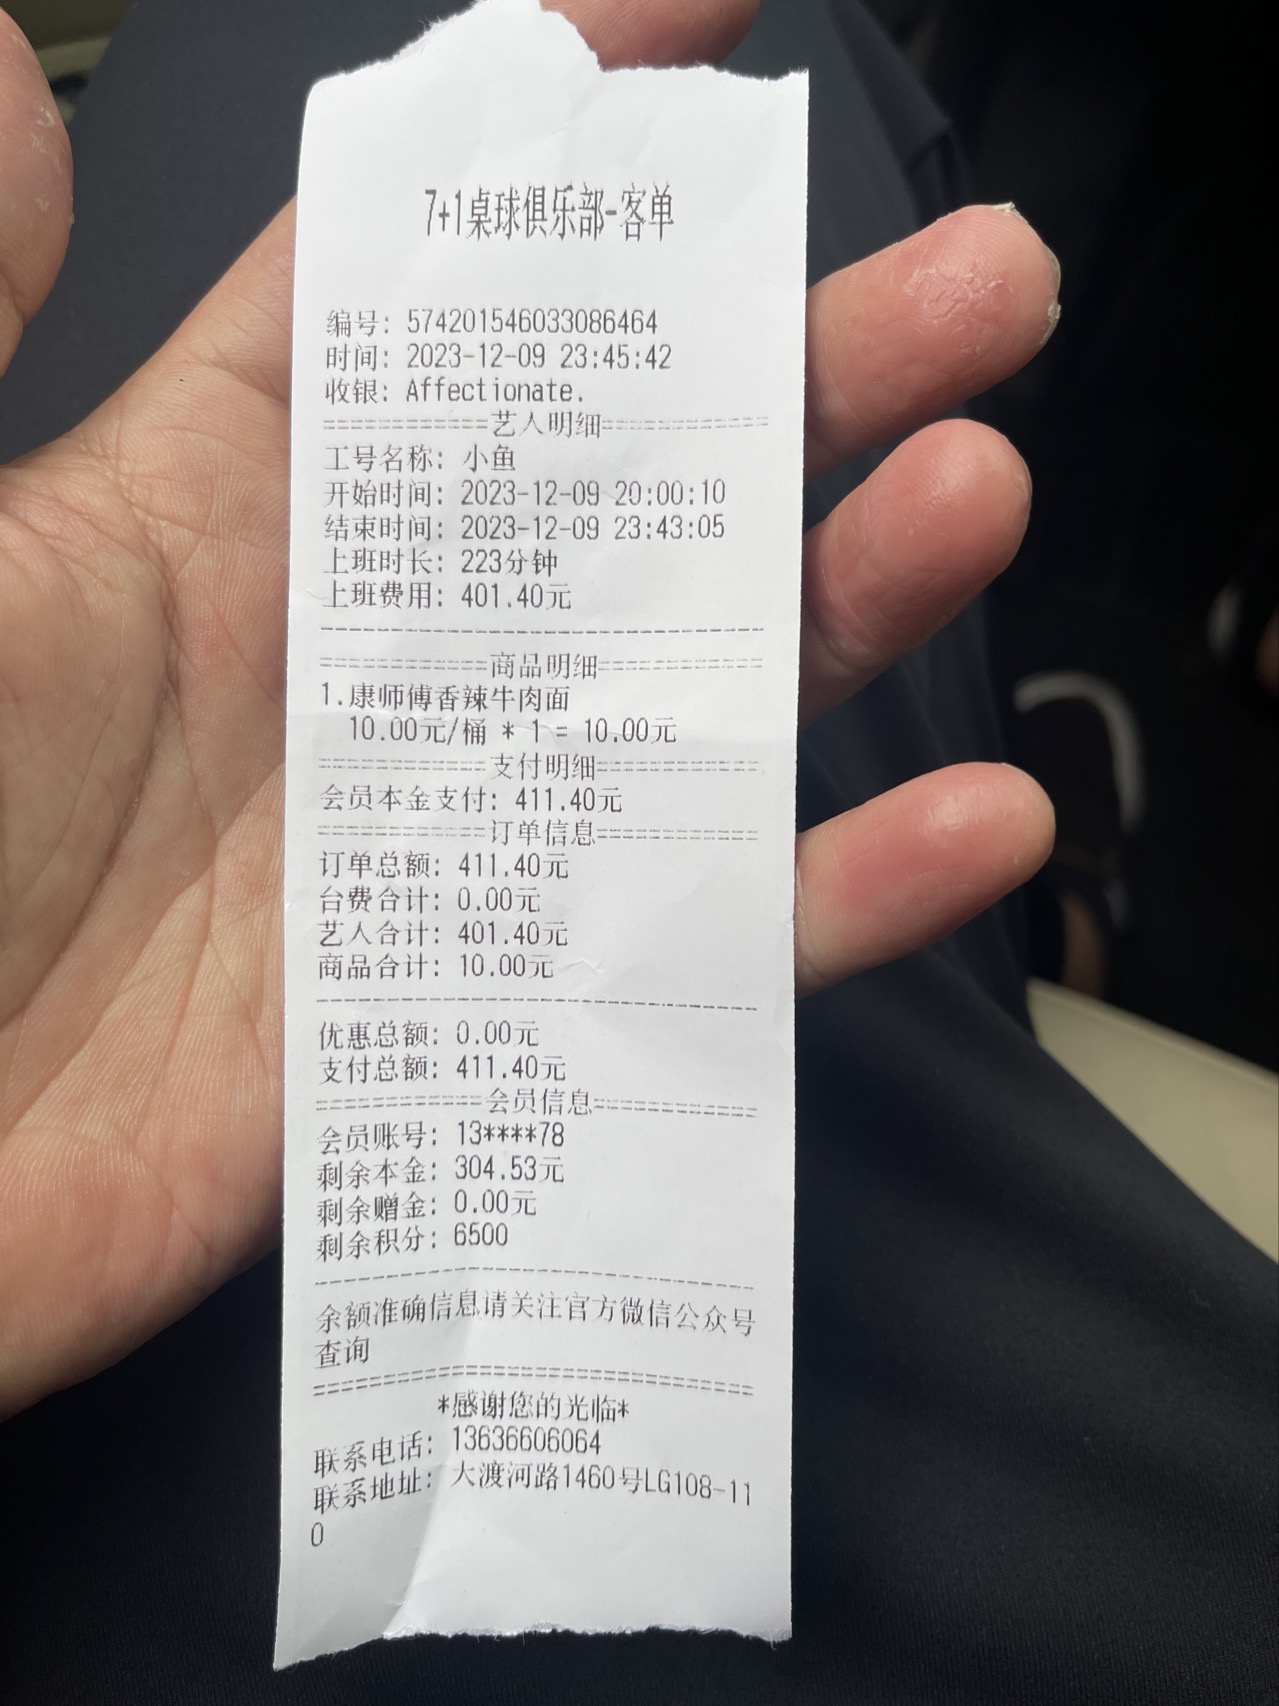 7+1桌球俱乐部-客单
编号: 574201546033086464
时间: 2023-12-09 23:45:42
收银: Affectionate.
============艺人明细============
工号名称: 小鱼
开始时间: 2023-12-09 20:00:10
结束时间: 2023-12-09 23:43:05
上班时长: 223分钟
上班费用: 401.40元
--------------------------------
============商品明细============
1.康师傅香辣牛肉面
10.00元/桶 * 1 = 10.00元
============支付明细============
会员本金支付: 411.40元
============订单信息============
订单总额: 411.40元
台费合计: 0.00元
艺人合计: 401.40元
商品合计: 10.00元
--------------------------------
优惠总额: 0.00元
支付总额: 411.40元
============会员信息============
会员账号: 13****78
剩余本金: 304.53元
剩余赠金: 0.00元
剩余积分: 6500
--------------------------------
余额准确信息请关注官方微信公众号
查询
================================
*感谢您的光临*
联系电话: 13636606064
联系地址: 大渡河路1460号LG108-11
0